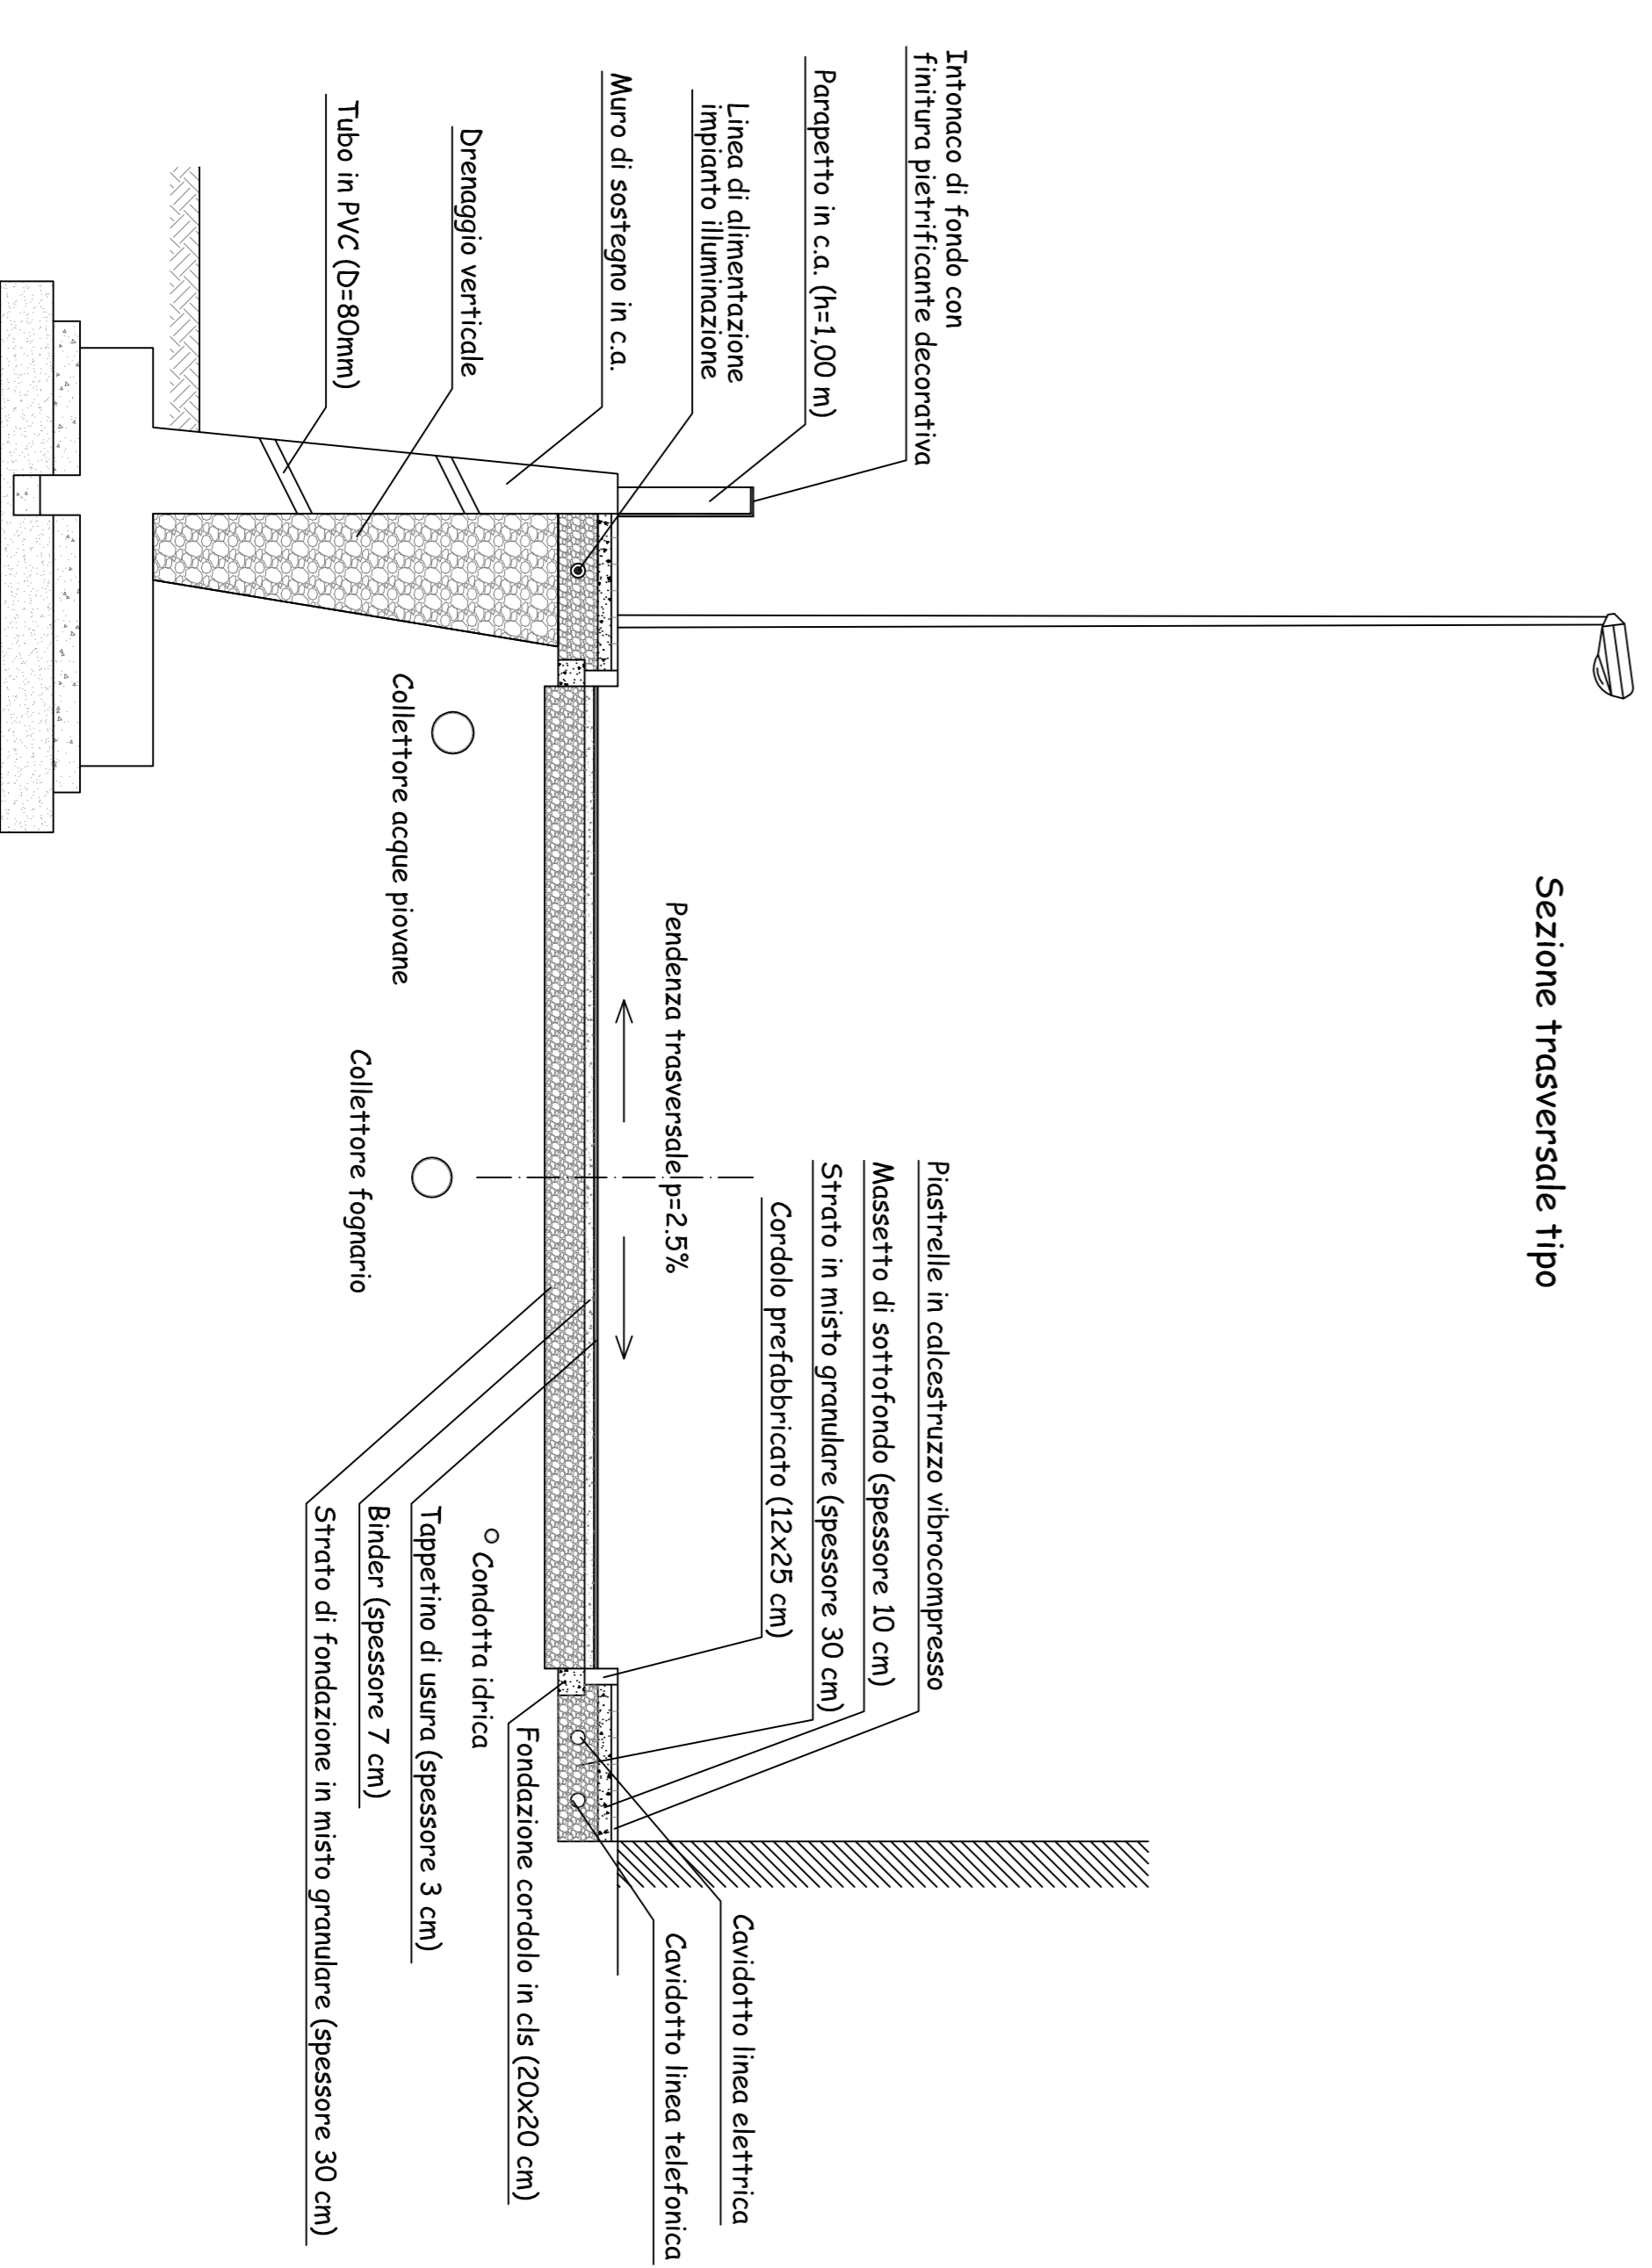 Sezione trasversale tipo
Intonaco di fondo con
finitura pietrificante decorativa
Parapetto in c.a. (h=1,00 m)
Linea di alimentazione
impianto illuminazione
Muro di sostegno in c.a.
Drenaggio verticale
Tubo in PVC (D=80mm)
Collettore acque piovane
Pendenza trasversale p=2.5%
Collettore fognario
Piastrelle in calcestruzzo vibrocompresso
Massetto di sottofondo (spessore 10 cm)
Strato in misto granulare (spessore 30 cm)
Cordolo prefabbricato (12x25 cm)
Cavidotto linea elettrica
Cavidotto linea telefonica
Fondazione cordolo in cls (20x20 cm)
Condotta idrica
Tappetino di usura (spessore 3 cm)
Binder (spessore 7 cm)
Strato di fondazione in misto granulare (spessore 30 cm)